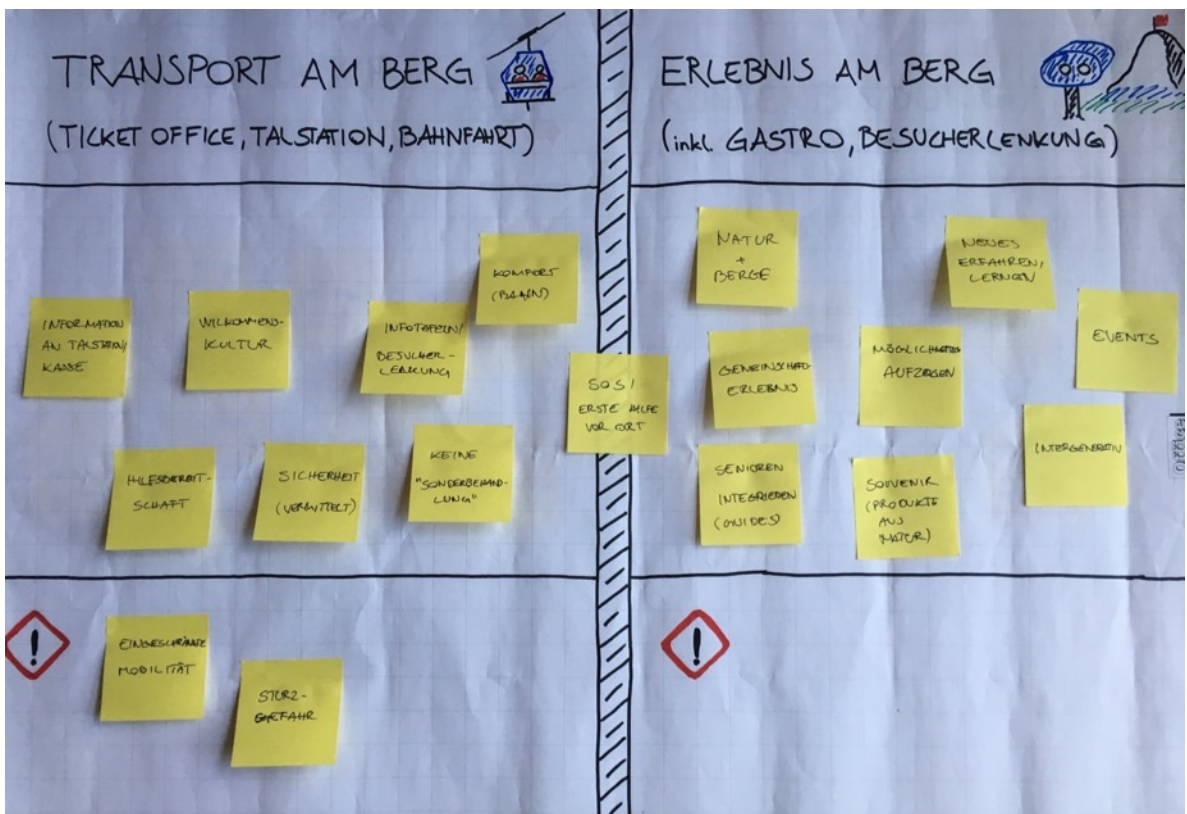 TRANSPORT AM BERG
(TICKET OFFICE, TALSTATION, BAHNFAHRT)
INFORMATION
AN TALSTATION/
KASSE
WILLKOMMENS-
KULTUR
INFOTAFELN/
BESUCHER-
LENKUNG
KOMFORT
(BAHN)
HILFSBEREIT-
SCHAFT
SICHERHEIT
(VERMITTELT)
KEINE
"SONDERBEHAND-
LUNG"
SOS/
ERSTE HILFE
VOR ORT
!
EINGESCHRÄNKTE
MOBILITÄT
STURZ-
GEFAHR
ERLEBNIS AM BERG
(inkl. GASTRO, BESUCHERLENKUNG)
NATUR
+
BERGE
NEUES
ERFAHREN/
LERNEN
EVENTS
GEMEINSCHAFTS-
ERLEBNIS
MÖGLICHKEITEN
AUFZEIGEN
INTERGENERATIV
SENIOREN
INTEGRIEREN
(GUIDES)
SOUVENIR
(PRODUKTE
AUS
NATUR)
!